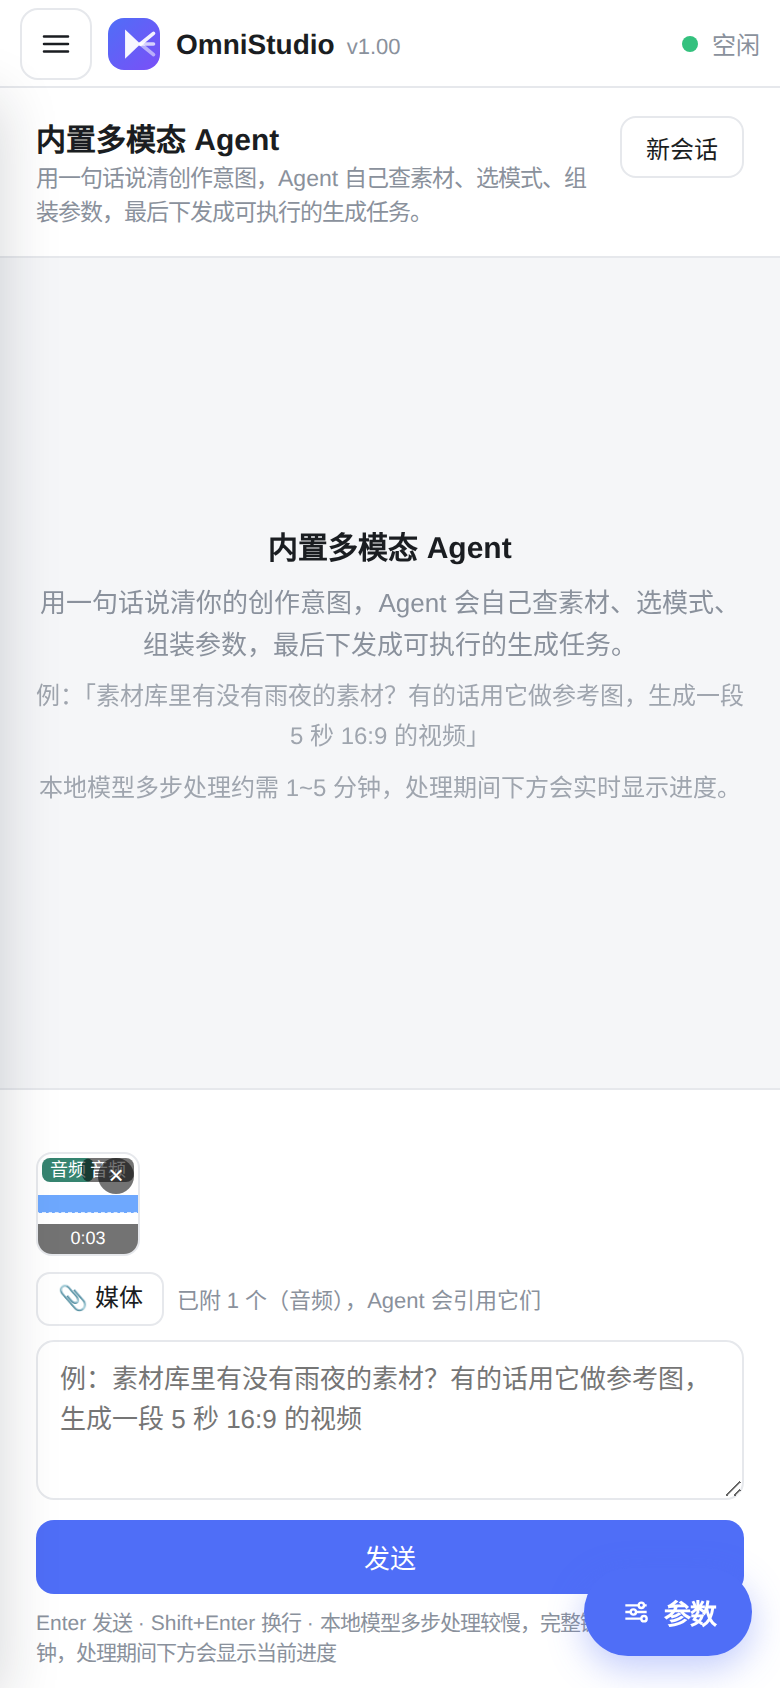 OmniStudio v1.00
空闲
内置多模态 Agent
新会话
用一句话说清创作意图，Agent 自己查素材、选模式、组
装参数，最后下发成可执行的生成任务。
内置多模态 Agent
用一句话说清你的创作意图，Agent 会自己查素材、选模式、
组装参数，最后下发成可执行的生成任务。
例：「素材库里有没有雨夜的素材？有的话用它做参考图，生成一段
5 秒 16:9 的视频」
本地模型多步处理约需 1~5 分钟，处理期间下方会实时显示进度。
音频 音频
×
0:03
📎 媒体
已附 1 个（音频），Agent 会引用它们
例：素材库里有没有雨夜的素材？有的话用它做参考图，
生成一段 5 秒 16:9 的视频
发送
Enter 发送 · Shift+Enter 换行 · 本地模型多步处理较慢，完整
钟，处理期间下方会显示当前进度
参数